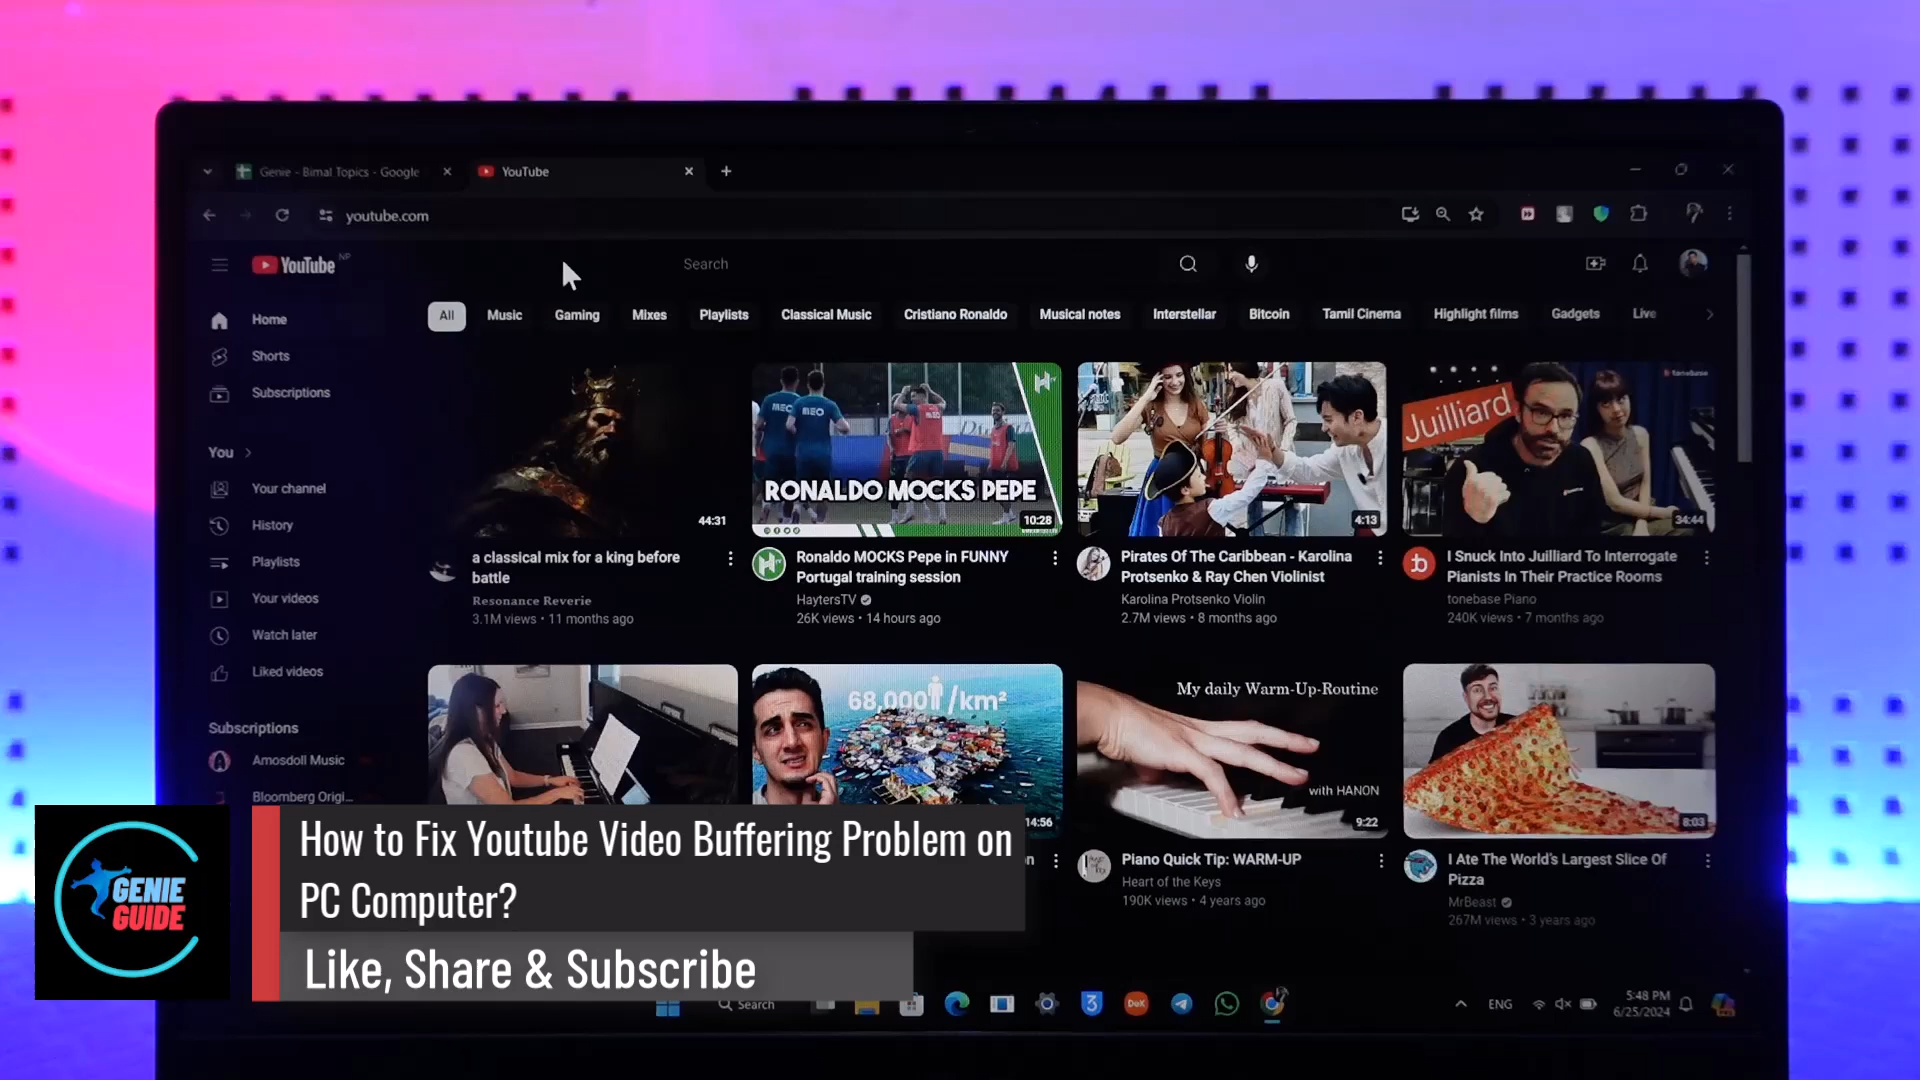 Genie - Bimal Topics - Google
YouTube
youtube.com
YouTube NP
Search
All
Music
Gaming
Mixes
Playlists
Classical Music
Cristiano Ronaldo
Musical notes
Interstellar
Bitcoin
Tamil Cinema
Highlight films
Gadgets
Live
Home
Shorts
Subscriptions
You
Your channel
History
Playlists
Your videos
Watch later
Liked videos
Subscriptions
Amosdoll Music
Bloomberg Origi...
44:31
a classical mix for a king before
battle
Resonance Reverie
3.1M views • 11 months ago
MEO
MEO
RONALDO MOCKS PEPE
10:28
Ronaldo MOCKS Pepe in FUNNY
Portugal training session
HaytersTV
26K views • 14 hours ago
4:13
Pirates Of The Caribbean - Karolina
Protsenko & Ray Chen Violinist
Karolina Protsenko Violin
2.7M views • 8 months ago
tonebase
Juilliard
34:44
I Snuck Into Juilliard To Interrogate
Pianists In Their Practice Rooms
tonebase Piano
240K views • 7 months ago
68,000/km²
14:56
My daily Warm-Up-Routine
with HANON
9:22
Piano Quick Tip: WARM-UP
Heart of the Keys
190K views • 4 years ago
8:03
I Ate The World's Largest Slice Of
Pizza
MrBeast
267M views • 3 years ago
GENIE
GUIDE
How to Fix Youtube Video Buffering Problem on
PC Computer?
Like, Share & Subscribe
Search
3
DeX
ENG
5:48 PM
6/25/2024